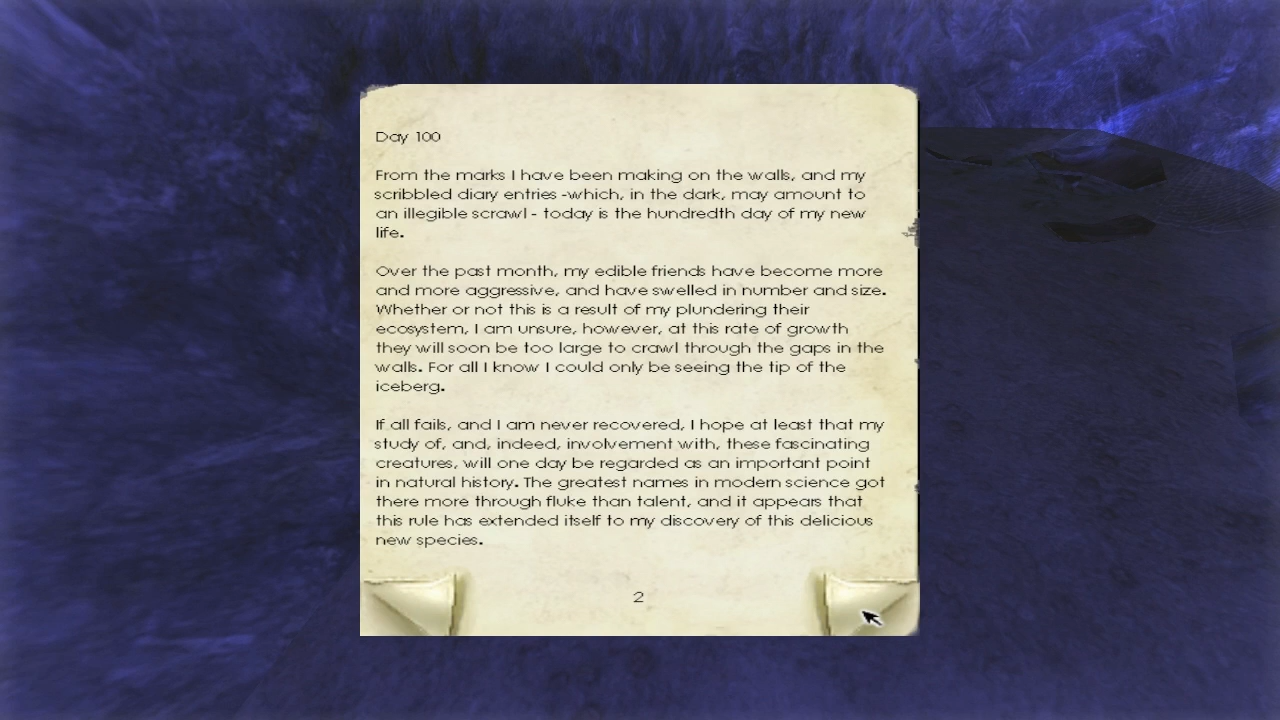 Day 100
From the marks I have been making on the walls, and my
scribbled diary entries -which, in the dark, may amount to
an illegible scrawl - today is the hundredth day of my new
life.
Over the past month, my edible friends have become more
and more aggressive, and have swelled in number and size.
Whether or not this is a result of my plundering their
ecosystem, I am unsure, however, at this rate of growth
they will soon be too large to crawl through the gaps in the
walls. For all I know I could only be seeing the tip of the
iceberg.
If all fails, and I am never recovered, I hope at least that my
study of, and, indeed, involvement with, these fascinating
creatures, will one day be regarded as an important point
in natural history. The greatest names in modern science got
there more through fluke than talent, and it appears that
this rule has extended itself to my discovery of this delicious
new species.
2